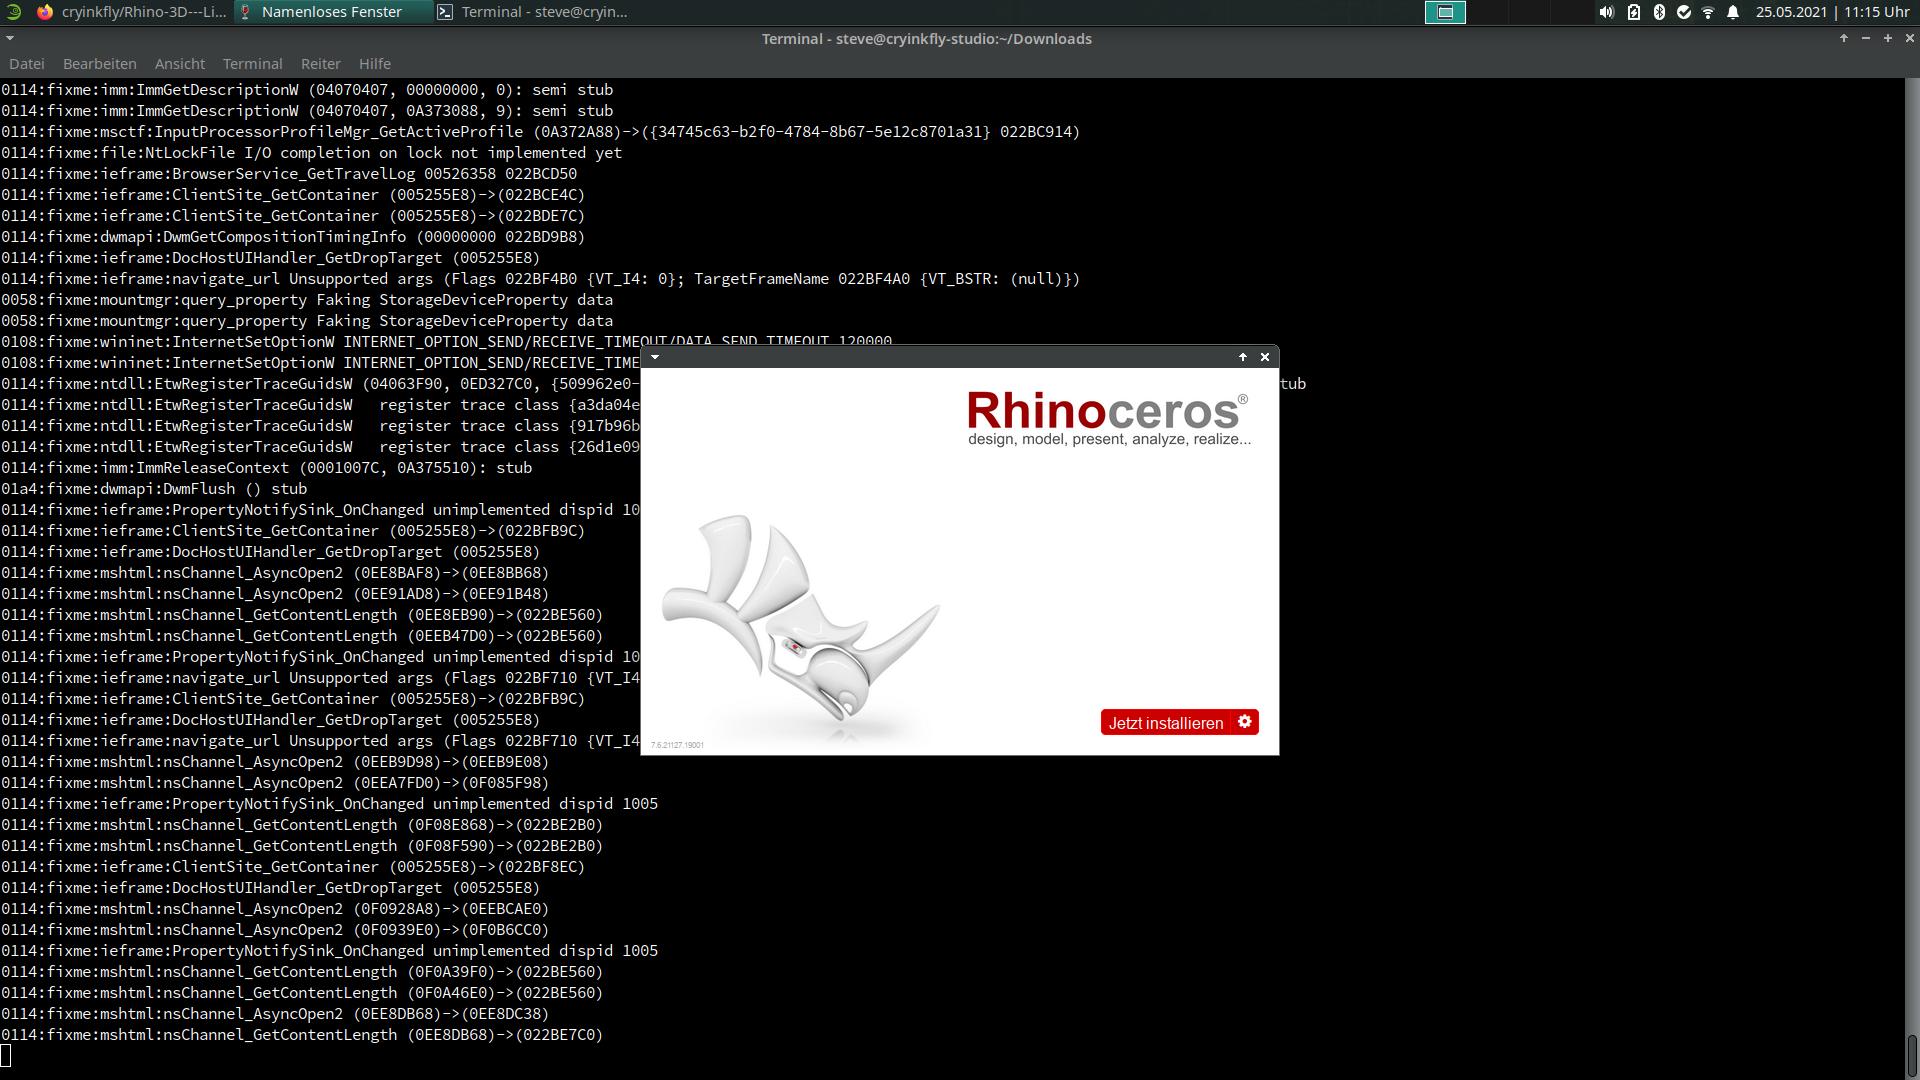 cryinkfly/Rhino-3D---Li...
Namenloses Fenster
Terminal - steve@cryin...
25.05.2021 | 11:15 Uhr
Terminal - steve@cryinkfly-studio:~/Downloads
Datei Bearbeiten Ansicht Terminal Reiter Hilfe
0114:fixme:imm:ImmGetDescriptionW (04070407, 00000000, 0): semi stub
0114:fixme:imm:ImmGetDescriptionW (04070407, 0A373088, 9): semi stub
0114:fixme:msctf:InputProcessorProfileMgr_GetActiveProfile (0A372A88)->({34745c63-b2f0-4784-8b67-5e12c8701a31} 022BC914)
0114:fixme:file:NtLockFile I/O completion on lock not implemented yet
0114:fixme:ieframe:BrowserService_GetTravelLog 00526358 022BCD50
0114:fixme:ieframe:ClientSite_GetContainer (005255E8)->(022BCE4C)
0114:fixme:ieframe:ClientSite_GetContainer (005255E8)->(022BDE7C)
0114:fixme:dwmapi:DwmGetCompositionTimingInfo (00000000 022BD9B8)
0114:fixme:ieframe:DocHostUIHandler_GetDropTarget (005255E8)
0114:fixme:ieframe:navigate_url Unsupported args (Flags 022BF4B0 {VT_I4: 0}; TargetFrameName 022BF4A0 {VT_BSTR: (null)})
0058:fixme:mountmgr:query_property Faking StorageDeviceProperty data
0058:fixme:mountmgr:query_property Faking StorageDeviceProperty data
0108:fixme:wininet:InternetSetOptionW INTERNET_OPTION_SEND/RECEIVE_TIMEOUT/DATA_SEND_TIMEOUT 120000
0108:fixme:wininet:InternetSetOptionW INTERNET_OPTION_SEND/RECEIVE_TIME
0114:fixme:ntdll:EtwRegisterTraceGuidsW (04063F90, 0ED327C0, {509962e0- tub
0114:fixme:ntdll:EtwRegisterTraceGuidsW   register trace class {a3da04e
0114:fixme:ntdll:EtwRegisterTraceGuidsW   register trace class {917b96b
0114:fixme:ntdll:EtwRegisterTraceGuidsW   register trace class {26d1e09
0114:fixme:imm:ImmReleaseContext (0001007C, 0A375510): stub
01a4:fixme:dwmapi:DwmFlush () stub
0114:fixme:ieframe:PropertyNotifySink_OnChanged unimplemented dispid 10
0114:fixme:ieframe:ClientSite_GetContainer (005255E8)->(022BFB9C)
0114:fixme:ieframe:DocHostUIHandler_GetDropTarget (005255E8)
0114:fixme:mshtml:nsChannel_AsyncOpen2 (0EE8BAF8)->(0EE8BB68)
0114:fixme:mshtml:nsChannel_AsyncOpen2 (0EE91AD8)->(0EE91B48)
0114:fixme:mshtml:nsChannel_GetContentLength (0EE8EB90)->(022BE560)
0114:fixme:mshtml:nsChannel_GetContentLength (0EEB47D0)->(022BE560)
0114:fixme:ieframe:PropertyNotifySink_OnChanged unimplemented dispid 10
0114:fixme:ieframe:navigate_url Unsupported args (Flags 022BF710 {VT_I4
0114:fixme:ieframe:ClientSite_GetContainer (005255E8)->(022BFB9C)
0114:fixme:ieframe:DocHostUIHandler_GetDropTarget (005255E8)
0114:fixme:ieframe:navigate_url Unsupported args (Flags 022BF710 {VT_I4
0114:fixme:mshtml:nsChannel_AsyncOpen2 (0EEB9D98)->(0EEB9E08)
0114:fixme:mshtml:nsChannel_AsyncOpen2 (0EEA7FD0)->(0F085F98)
0114:fixme:ieframe:PropertyNotifySink_OnChanged unimplemented dispid 1005
0114:fixme:mshtml:nsChannel_GetContentLength (0F08E868)->(022BE2B0)
0114:fixme:mshtml:nsChannel_GetContentLength (0F08F590)->(022BE2B0)
0114:fixme:ieframe:ClientSite_GetContainer (005255E8)->(022BF8EC)
0114:fixme:ieframe:DocHostUIHandler_GetDropTarget (005255E8)
0114:fixme:mshtml:nsChannel_AsyncOpen2 (0F0928A8)->(0EEBCAE0)
0114:fixme:mshtml:nsChannel_AsyncOpen2 (0F0939E0)->(0F0B6CC0)
0114:fixme:ieframe:PropertyNotifySink_OnChanged unimplemented dispid 1005
0114:fixme:mshtml:nsChannel_GetContentLength (0F0A39F0)->(022BE560)
0114:fixme:mshtml:nsChannel_GetContentLength (0F0A46E0)->(022BE560)
0114:fixme:mshtml:nsChannel_AsyncOpen2 (0EE8DB68)->(0EE8DC38)
0114:fixme:mshtml:nsChannel_GetContentLength (0EE8DB68)->(022BE7C0)
Rhinoceros®
design, model, present, analyze, realize...
Jetzt installieren
7.6.21127.19001